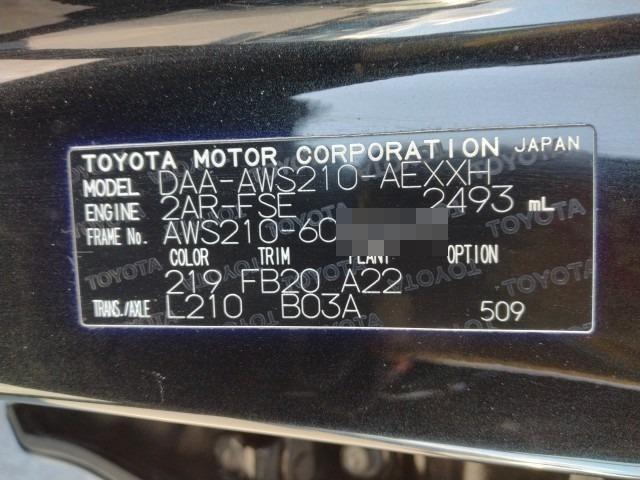 TOYOTA MOTOR CORPORATION JAPAN
MODEL DAA-AWS210-AEXXH
ENGINE 2AR-FSE 2493 mL
FRAME No. AWS210-60
COLOR TRIM PLANT OPTION
219 FB20 A22
TRANS./AXLE L210 B03A 509